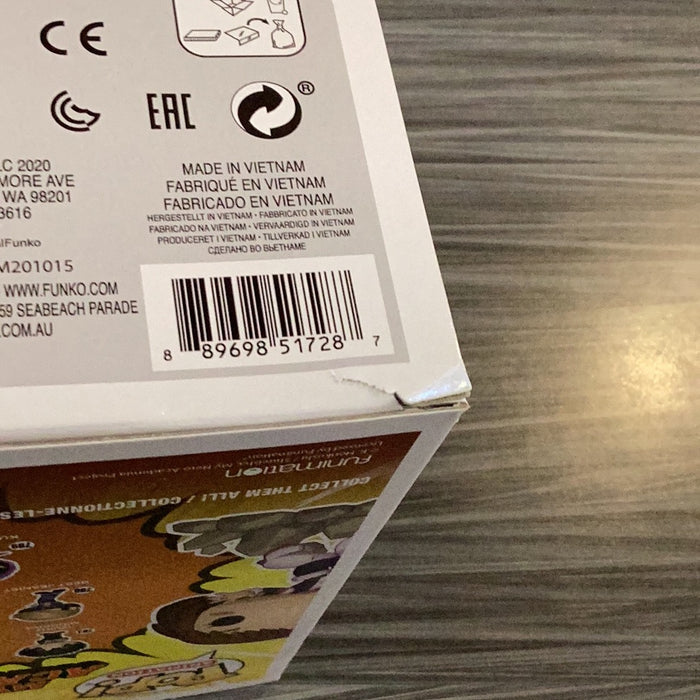 CE
EAC
®
LC 2020
MORE AVE
WA 98201
3616
lFunko
M201015
WWW.FUNKO.COM
59 SEABEACH PARADE
.COM.AU
MADE IN VIETNAM
FABRIQUÉ EN VIETNAM
FABRICADO EN VIETNAM
HERGESTELLT IN VIETNAM • FABBRICATO IN VIETNAM
FABRICADO NA VIETNAM • VERVAARDIGD IN VIETNAM
PRODUCERET I VIETNAM • TILLVERKAD I VIETNAM
СДЕЛАНО ВО ВЬЕТНАМЕ
8 89698 51728 7
Licensed by Funimation®
funimation
COLLECT THEM ALL! / COLLECTIONNE-LES